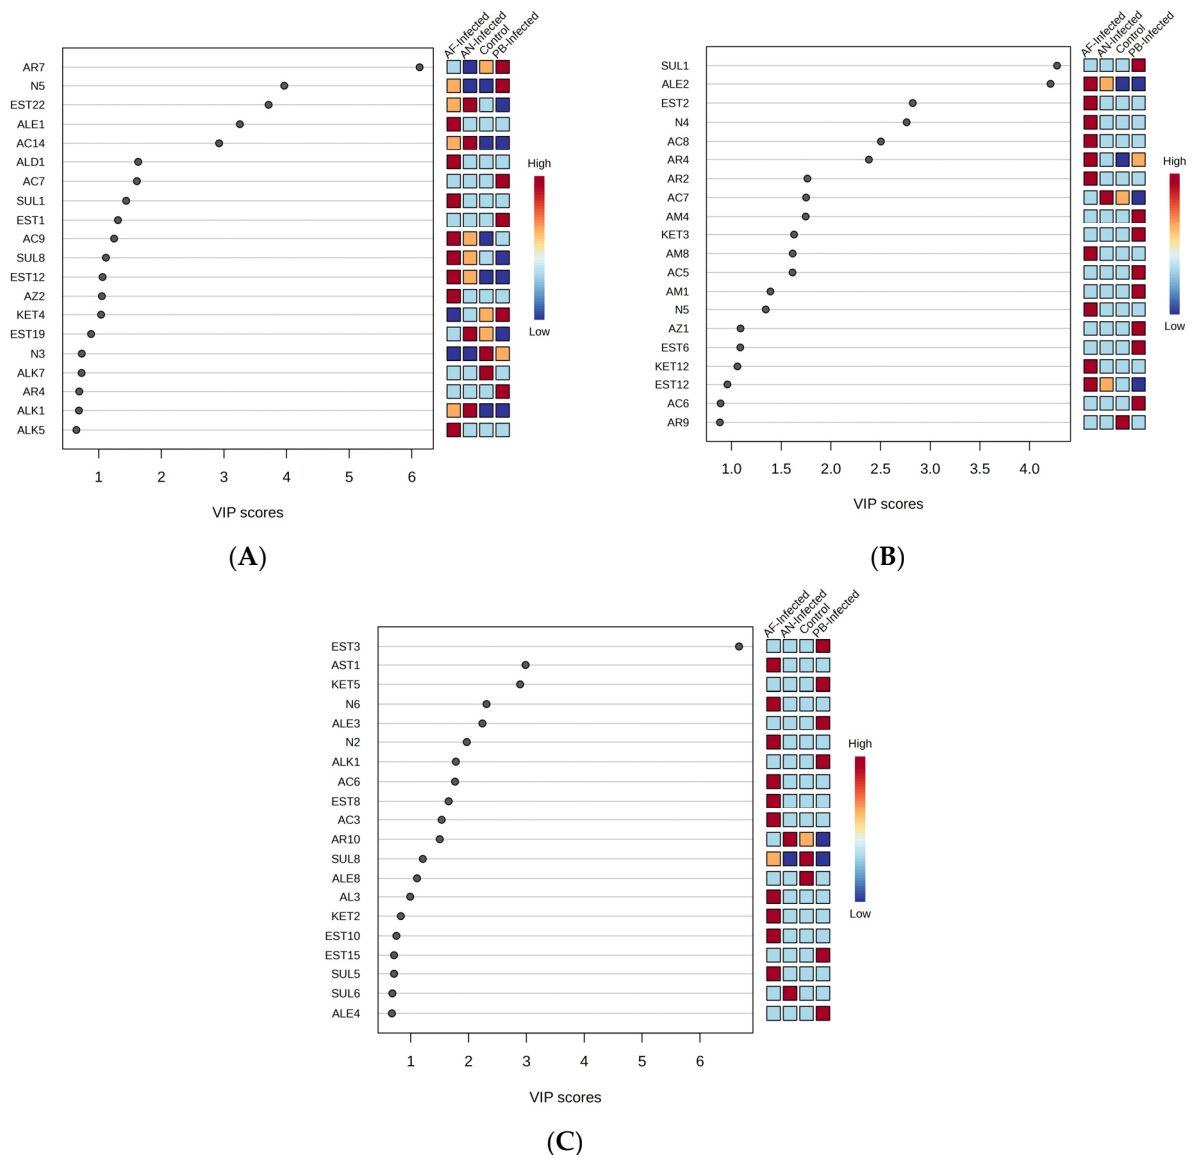 AF-Infected
AN-Infected
Control
PB-Infected
AR7
N5
EST22
ALE1
AC14
ALD1
AC7
SUL1
EST1
AC9
SUL8
EST12
AZ2
KET4
EST19
N3
ALK7
AR4
ALK1
ALK5
High
Low
1 2 3 4 5 6
VIP scores
(A)
AF-Infected
AN-Infected
Control
PB-Infected
SUL1
ALE2
EST2
N4
AC8
AR4
AR2
AC7
AM4
KET3
AM8
AC5
AM1
N5
AZ1
EST6
KET12
EST12
AC6
AR9
High
Low
1.0 1.5 2.0 2.5 3.0 3.5 4.0
VIP scores
(B)
AF-Infected
AN-Infected
Control
PB-Infected
EST3
AST1
KET5
N6
ALE3
N2
ALK1
AC6
EST8
AC3
AR10
SUL8
ALE8
AL3
KET2
EST10
EST15
SUL5
SUL6
ALE4
High
Low
1 2 3 4 5 6
VIP scores
(C)